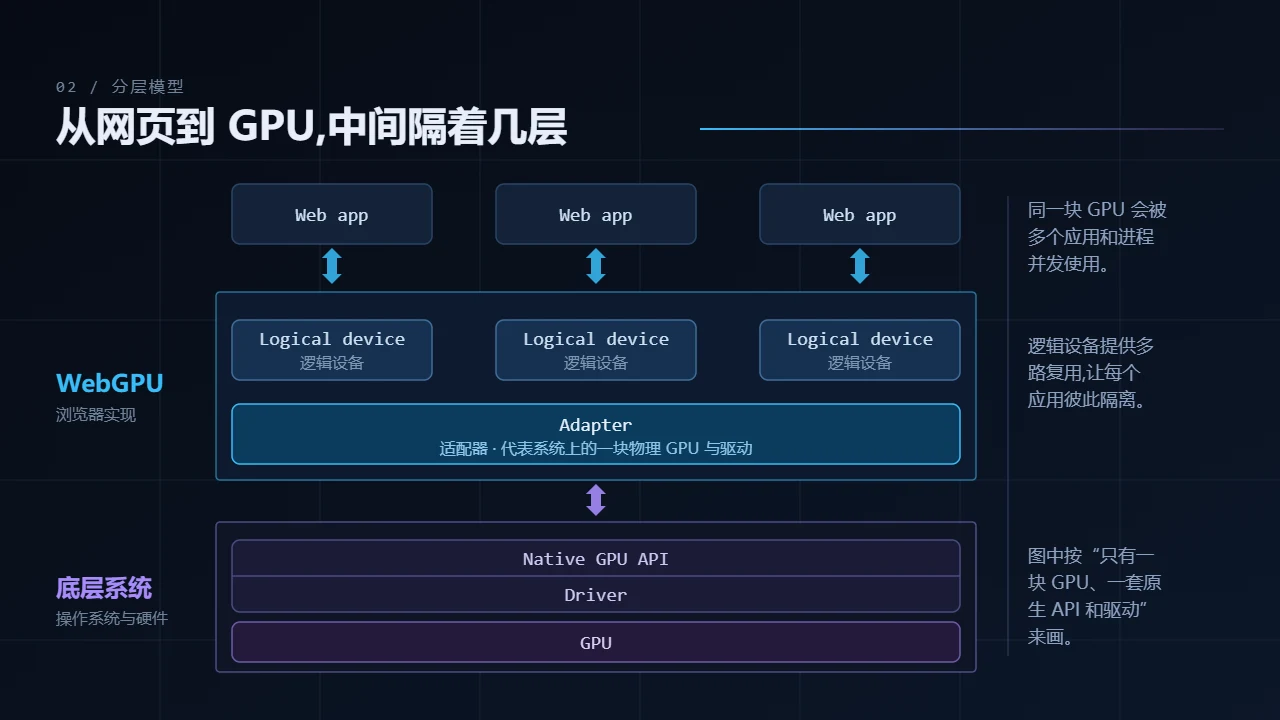 02 / 分层模型
从网页到 GPU,中间隔着几层
Web app
Web app
Web app
同一块 GPU 会被
多个应用和进程
并发使用。
Logical device
逻辑设备
Logical device
逻辑设备
Logical device
逻辑设备
逻辑设备提供多
路复用,让每个
应用彼此隔离。
WebGPU
浏览器实现
Adapter
适配器 · 代表系统上的一块物理 GPU 与驱动
底层系统
操作系统与硬件
Native GPU API
Driver
GPU
图中按“只有一
块 GPU、一套原
生 API 和驱动”
来画。